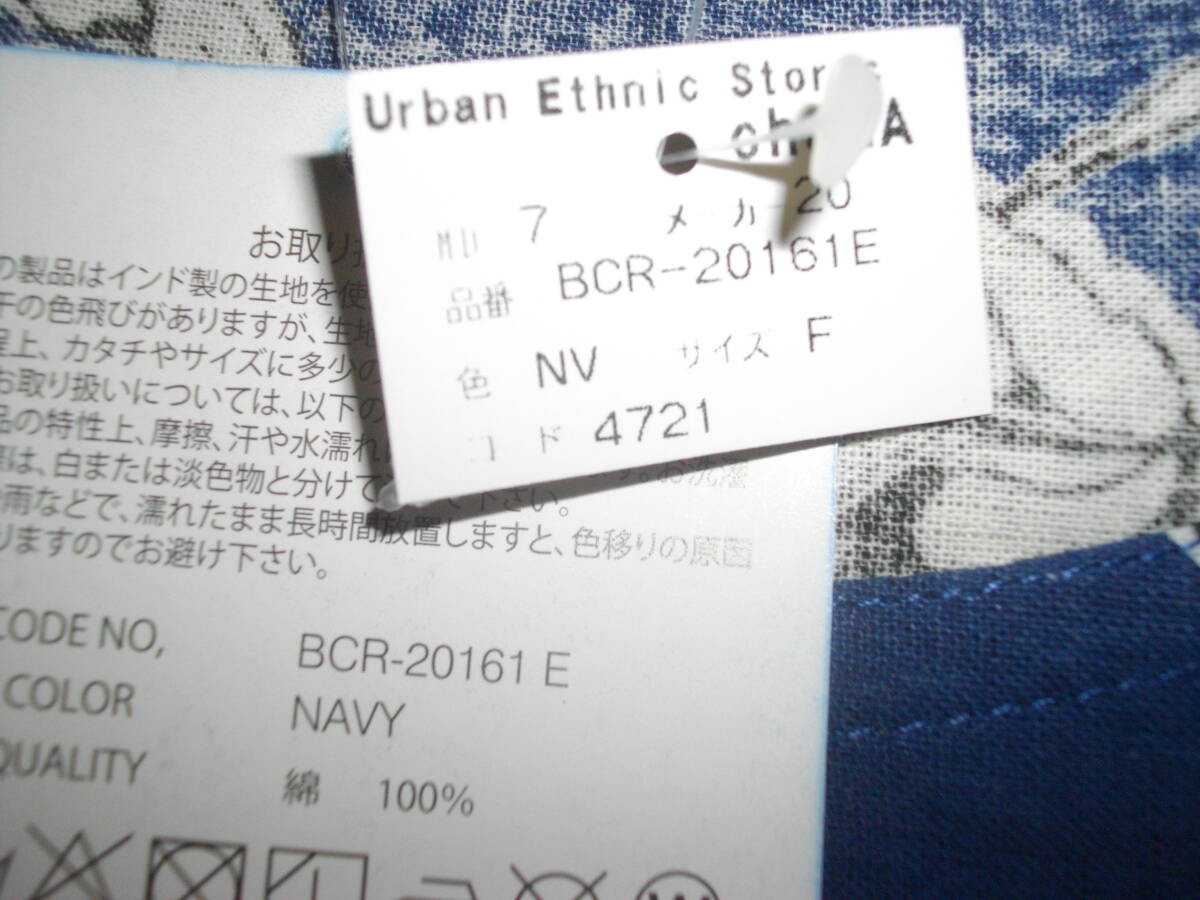 Urban Ethnic Stores
MD 7 メーカー 20
品番 BCR-20161E
色 NV サイズ F
コード 4721
お取り扱
の製品はインド製の生地を使
干の色飛びがありますが、生地
上、カタチやサイズに多少の
お取り扱いについては、以下の
品の特性上、摩擦、汗や水濡れ
は、白または淡色物と分けて 下さい。
雨などで、濡れたまま長時間放置しますと、色移りの原因
りますのでお避け下さい。
CODE NO, BCR-20161 E
COLOR NAVY
QUALITY 綿 100%